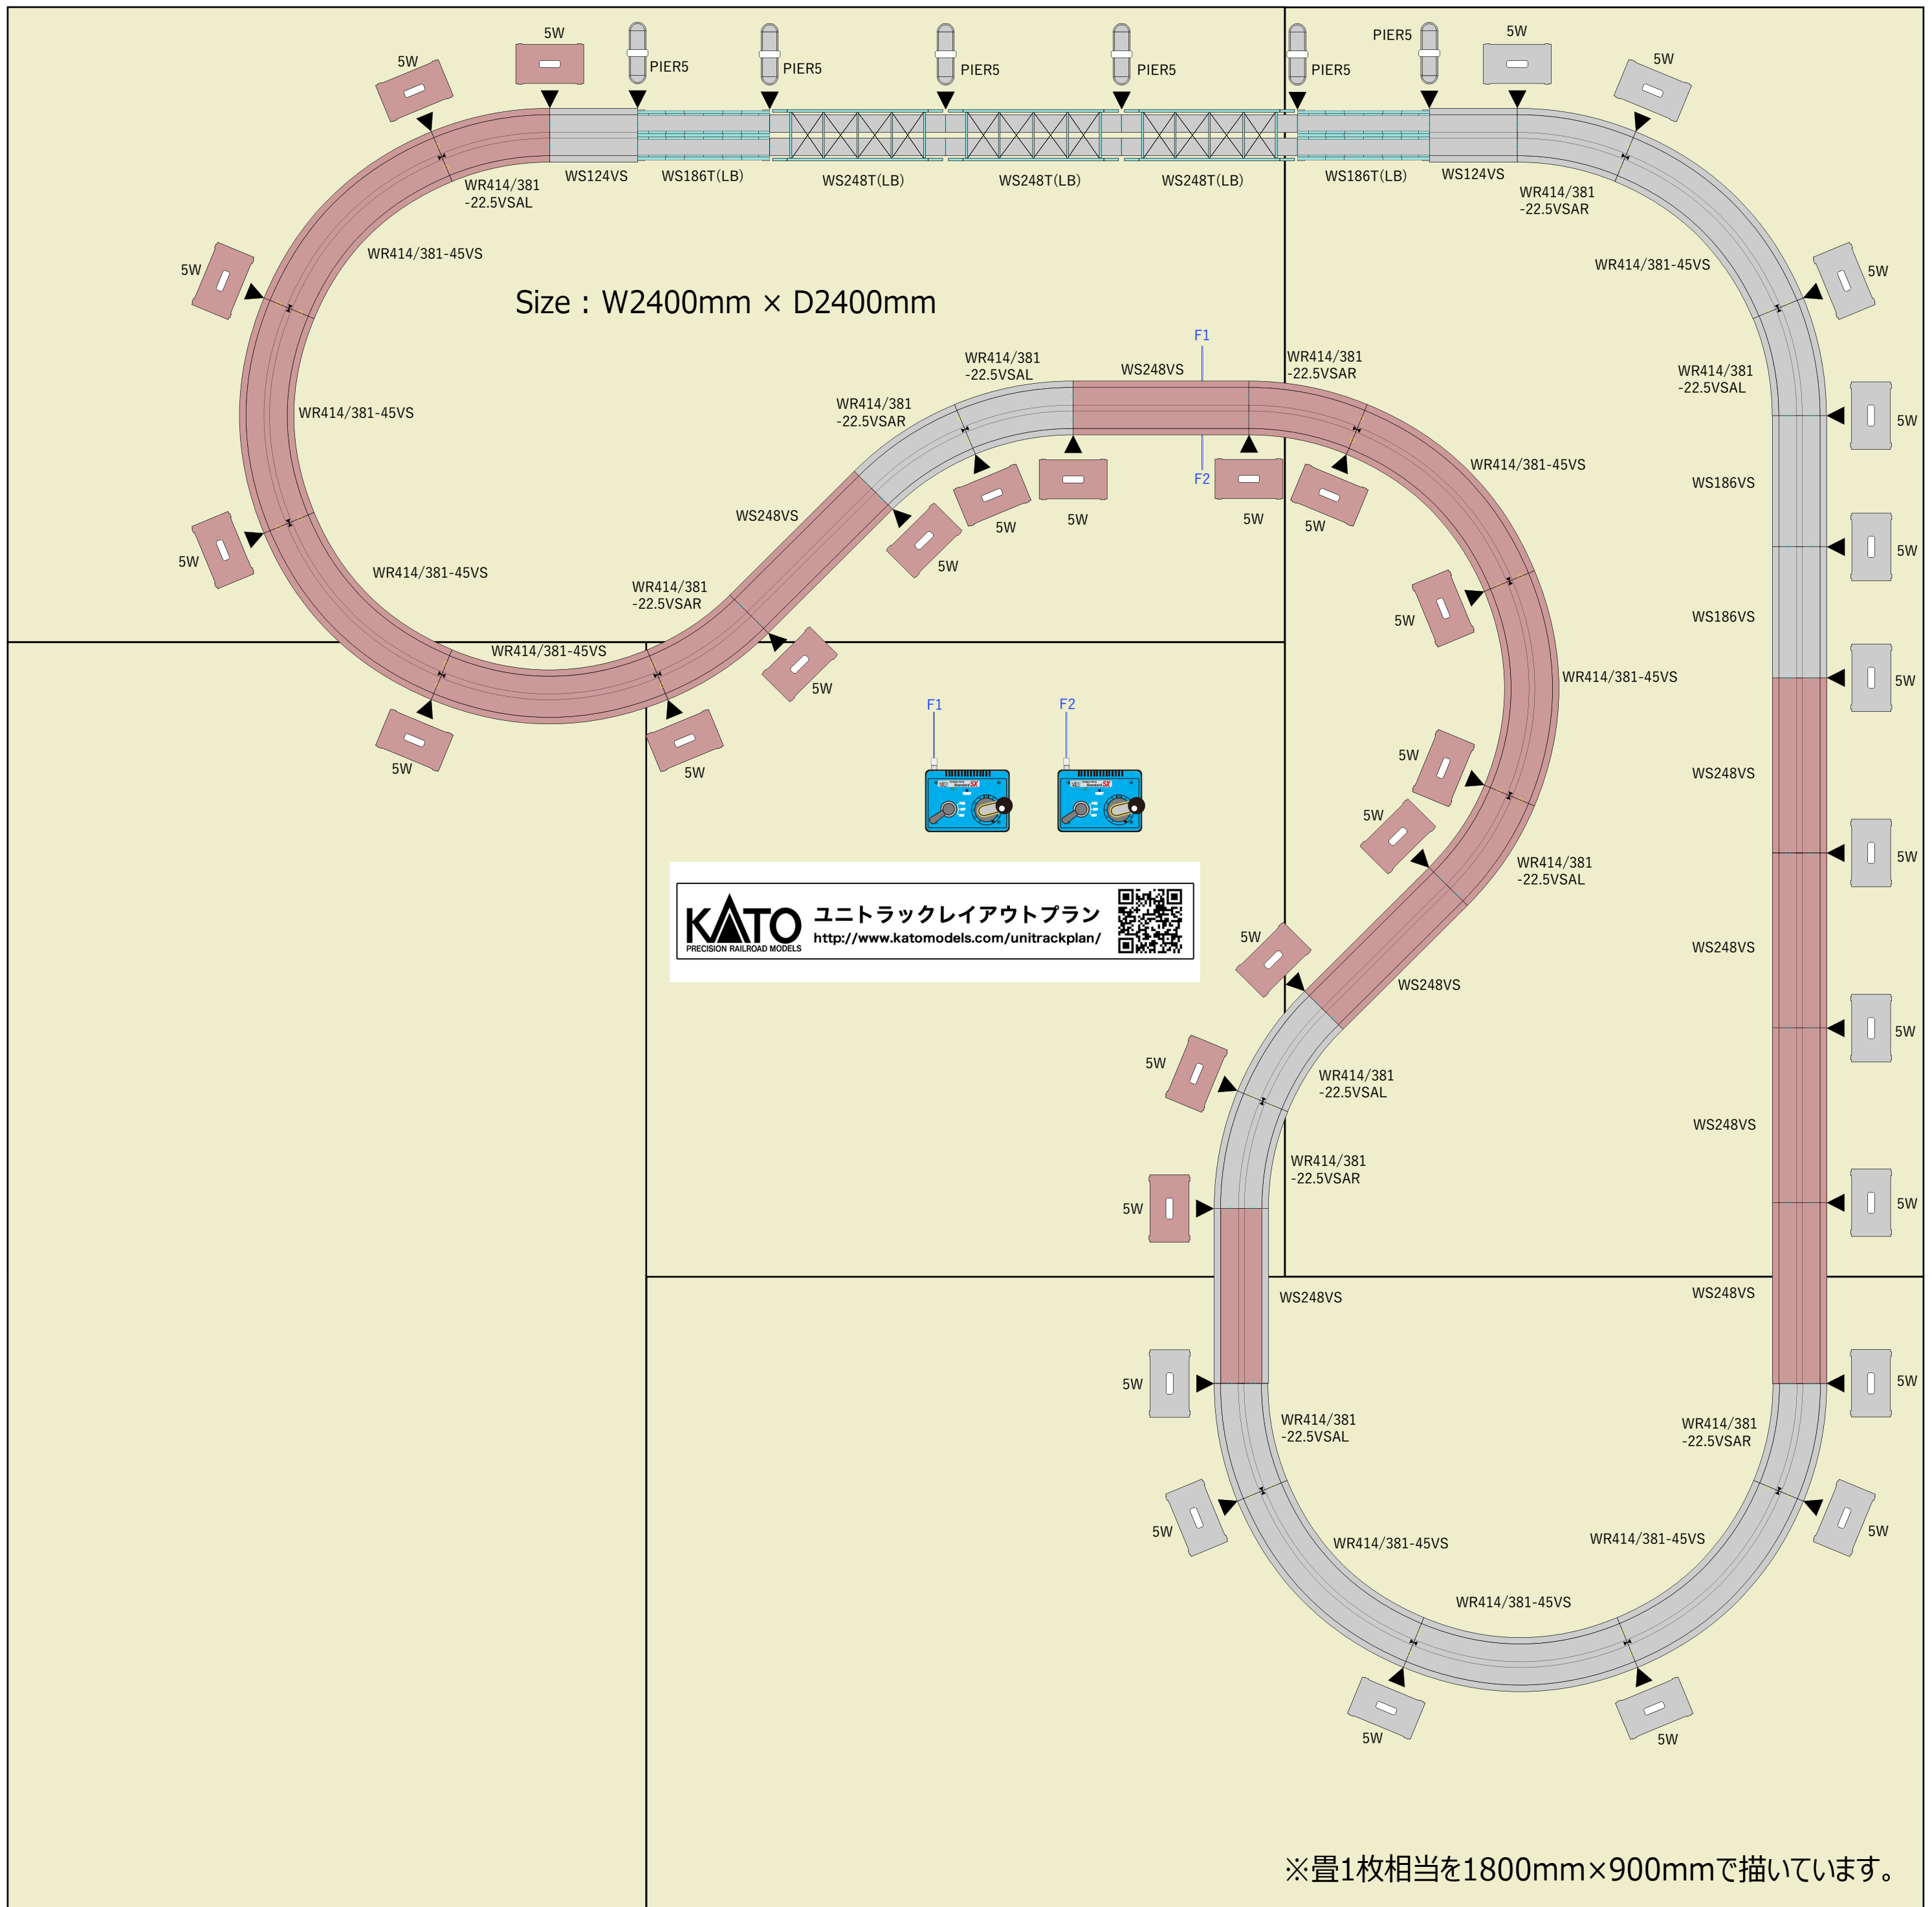 5W
5W
PIER5
PIER5
PIER5
PIER5
PIER5
PIER5
5W
5W
WR414/381
-22.5VSAL
WS124VS
WS186T(LB)
WS248T(LB)
WS248T(LB)
WS248T(LB)
WS186T(LB)
WS124VS
WR414/381
-22.5VSAR
WR414/381-45VS
WR414/381-45VS
5W
5W
Size : W2400mm × D2400mm
F1
WR414/381
-22.5VSAL
WS248VS
WR414/381
-22.5VSAR
WR414/381
-22.5VSAL
WR414/381-45VS
WR414/381
-22.5VSAR
5W
WR414/381-45VS
F2
WS186VS
WS248VS
5W
5W
5W
5W
5W
5W
5W
WR414/381-45VS
WR414/381
-22.5VSAR
WS186VS
5W
WR414/381-45VS
WR414/381-45VS
5W
5W
F1
F2
5W
5W
5W
WS248VS
5W
Standard SX
Standard SX
5W
WR414/381
-22.5VSAL
KATO
PRECISION RAILROAD MODELS
ユニトラックレイアウトプラン
http://www.katomodels.com/unitrackplan/
5W
WS248VS
WS248VS
5W
5W
WR414/381
-22.5VSAL
WS248VS
WR414/381
-22.5VSAR
5W
5W
WS248VS
WS248VS
5W
5W
WR414/381
-22.5VSAL
WR414/381
-22.5VSAR
5W
5W
WR414/381-45VS
WR414/381-45VS
WR414/381-45VS
5W
5W
※畳1枚相当を1800mm×900mmで描いています。